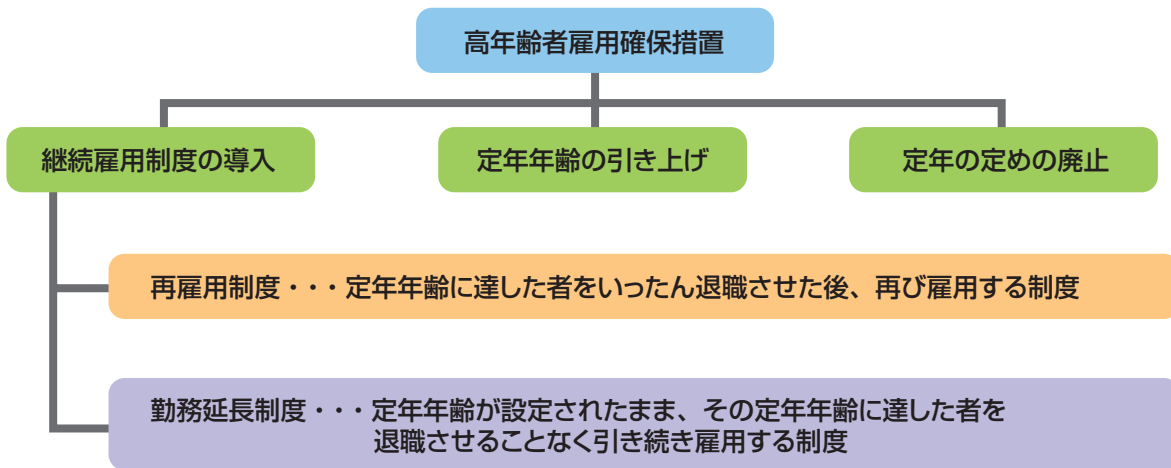 高年齢者雇用確保措置
継続雇用制度の導入
定年年齢の引き上げ
定年の定めの廃止
再雇用制度・・・定年年齢に達した者をいったん退職させた後、再び雇用する制度
勤務延長制度・・・定年年齢が設定されたまま、その定年年齢に達した者を
退職させることなく引き続き雇用する制度